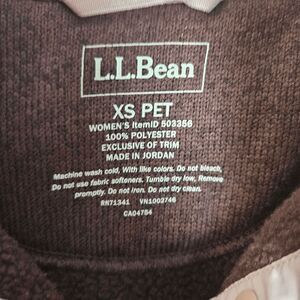 L.L.Bean
XS PET
WOMEN'S ItemID 503356
100% POLYESTER
EXCLUSIVE OF TRIM
MADE IN JORDAN
Machine wash cold, With like colors. Do not bleach,
Do not use fabric softeners. Tumble dry low, Remove
promptly. Do not iron. Do not dry clean.
RN71341 VN1003746
CA04754